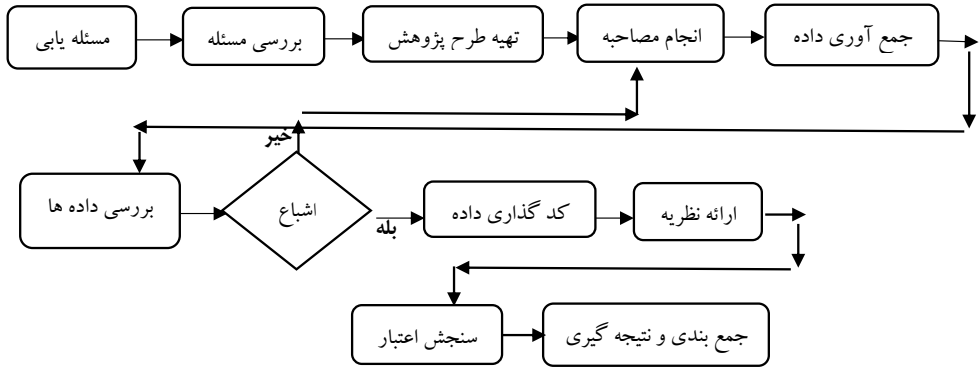 مسئله یابی
بررسی مسئله
تهیه طرح پژوهش
انجام مصاحبه
جمع آوری داده
خیر
بررسی داده ها
اشباع
بله
کد گذاری داده
ارائه نظریه
سنجش اعتبار
جمع بندی و نتیجه گیری